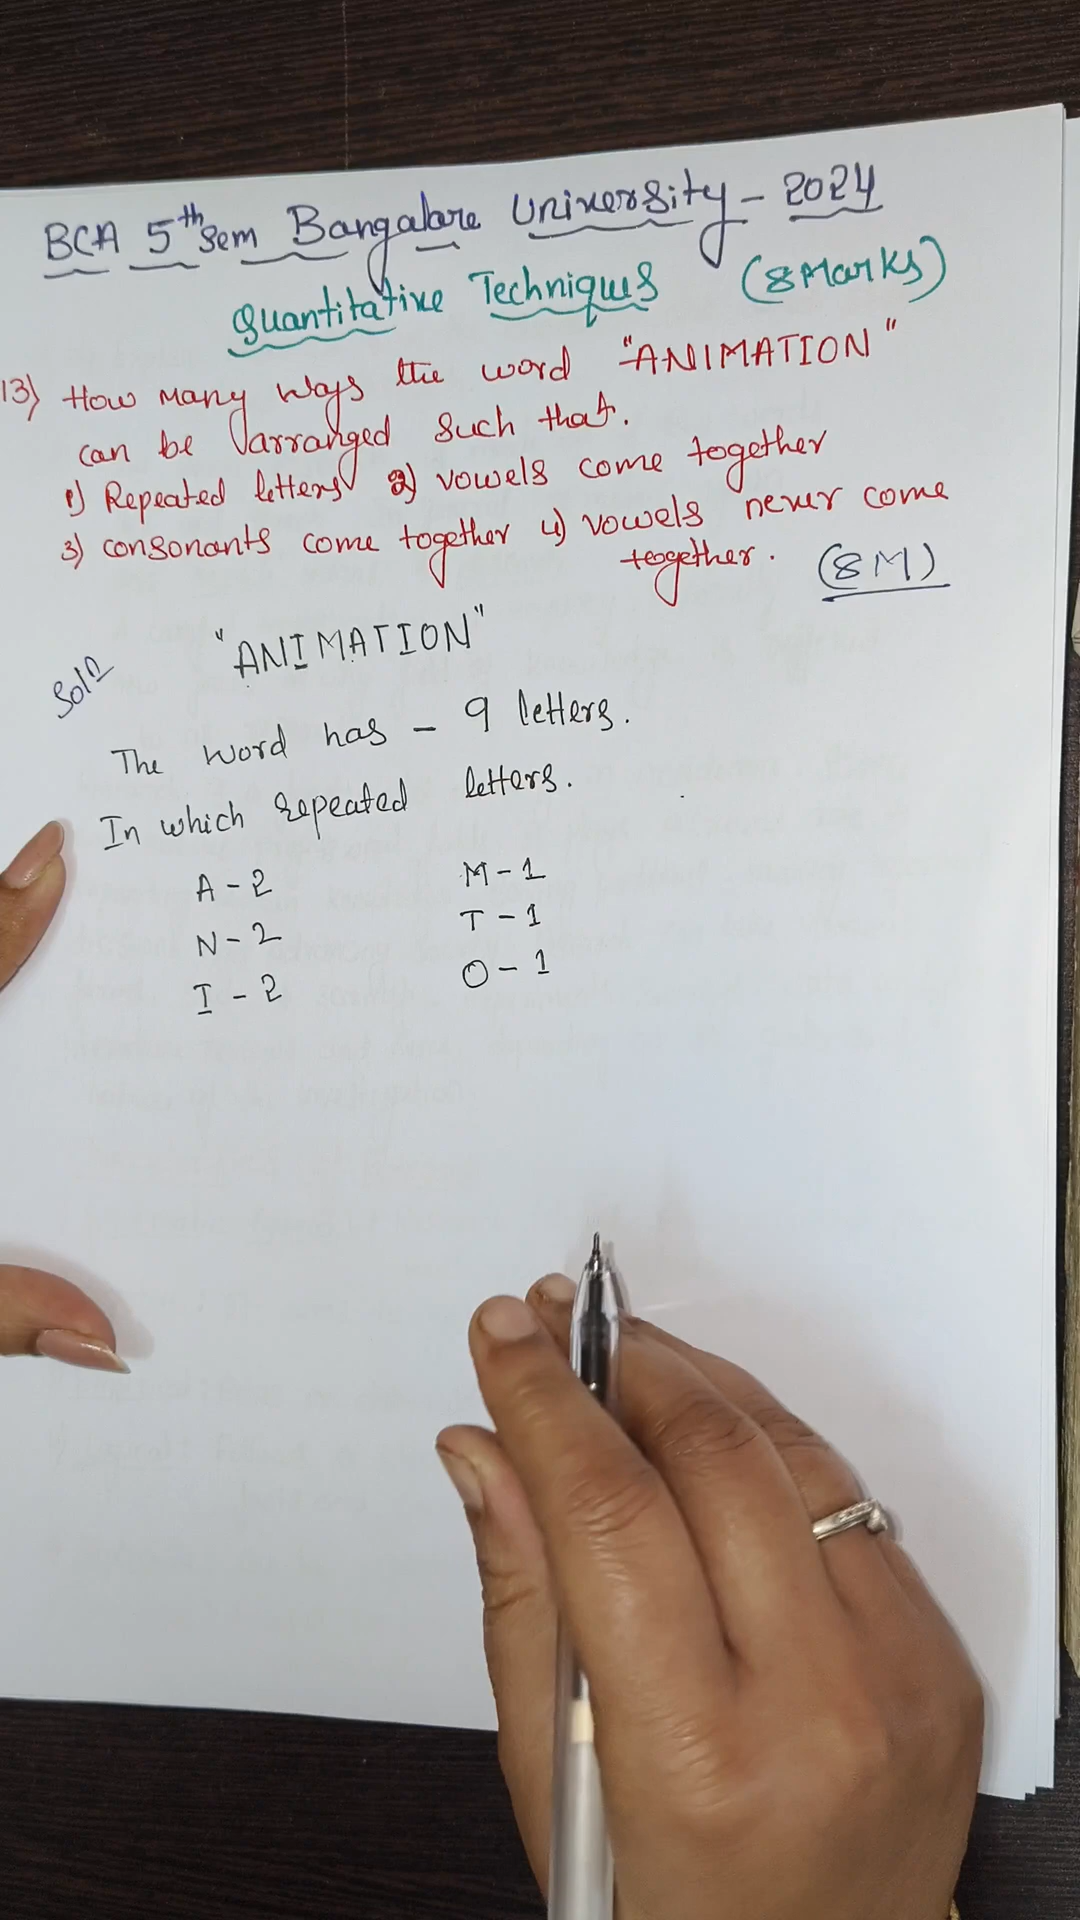 BCA 5th Sem Bangalore University - 2024
Quantitative Techniques (8 Marks)
13) How many ways the word "ANIMATION"
can be arranged such that.
1) Repeated letters 2) vowels come together
3) consonants come together 4) vowels never come
together. (8M)
Soln "ANIMATION"
The word has - 9 letters.
In which repeated letters.
A - 2 M - 1
N - 2 T - 1
I - 2 O - 1